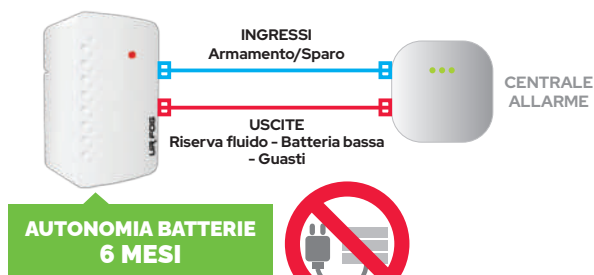 INGRESSI
Armamento/Sparo
USCITE
Riserva fluido - Batteria bassa
- Guasti
CENTRALE
ALLARME
UR FOG
AUTONOMIA BATTERIE
6 MESI